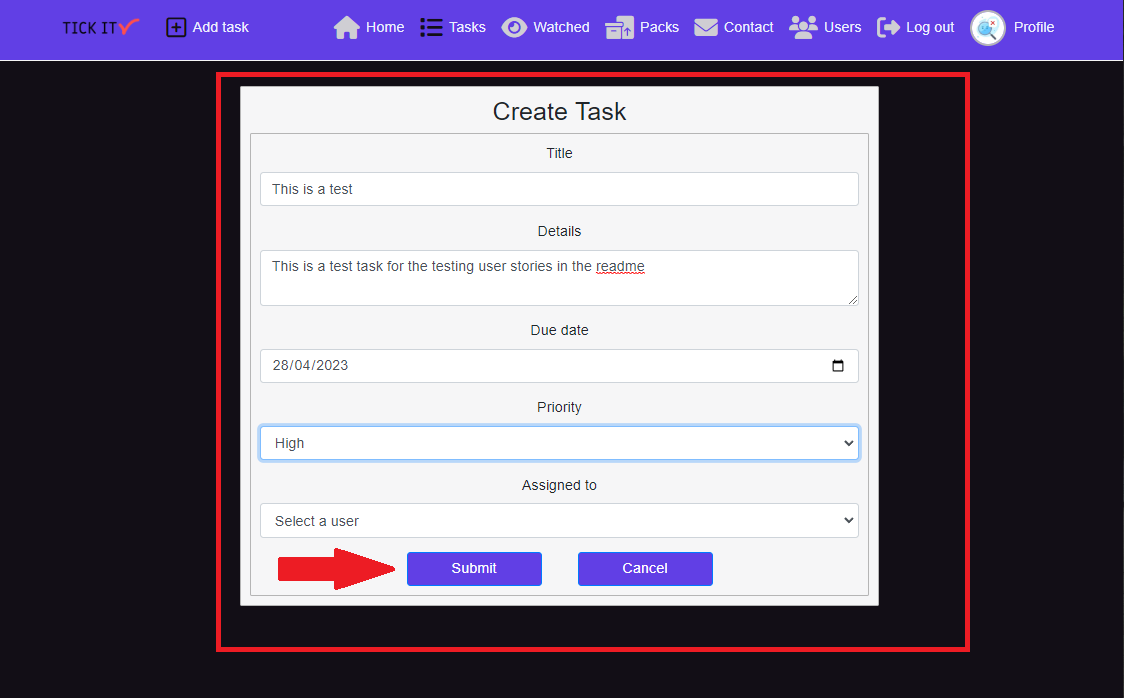 TICK IT Add task Home Tasks Watched Packs Contact Users Log out Profile
Create Task
Title
This is a test
Details
This is a test task for the testing user stories in the readme
Due date
28/04/2023
Priority
High
Assigned to
Select a user
Submit Cancel